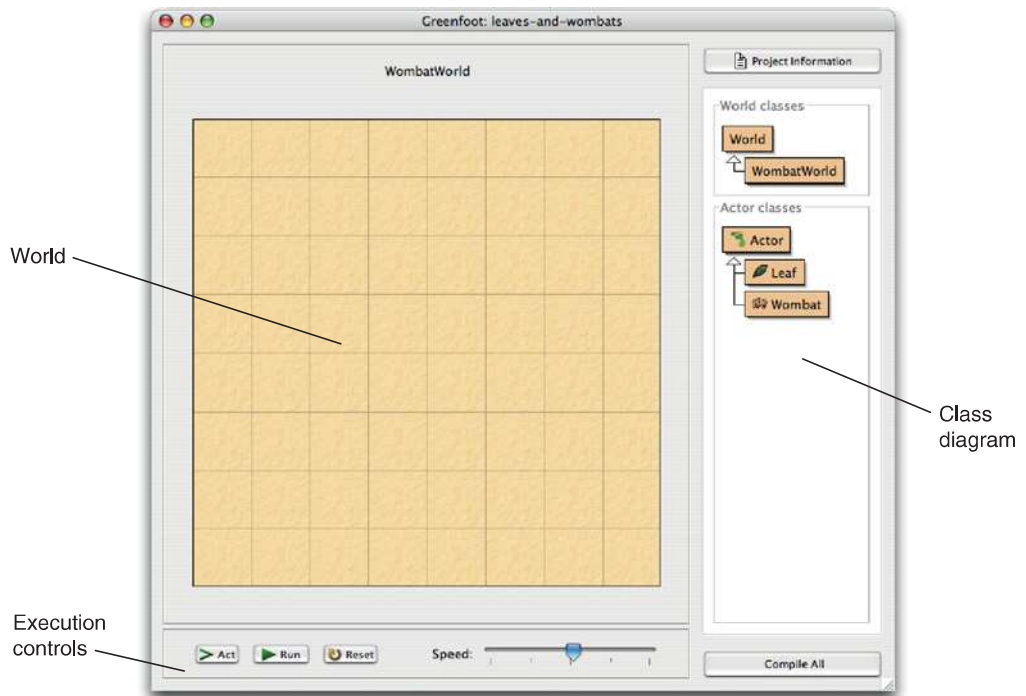 Greenfoot: leaves-and-wombats
WombatWorld
Project Information
World classes
World
WombatWorld
Actor classes
Actor
Leaf
Wombat
World
Class
diagram
Execution
controls
Act
Run
Reset
Speed:
Compile All